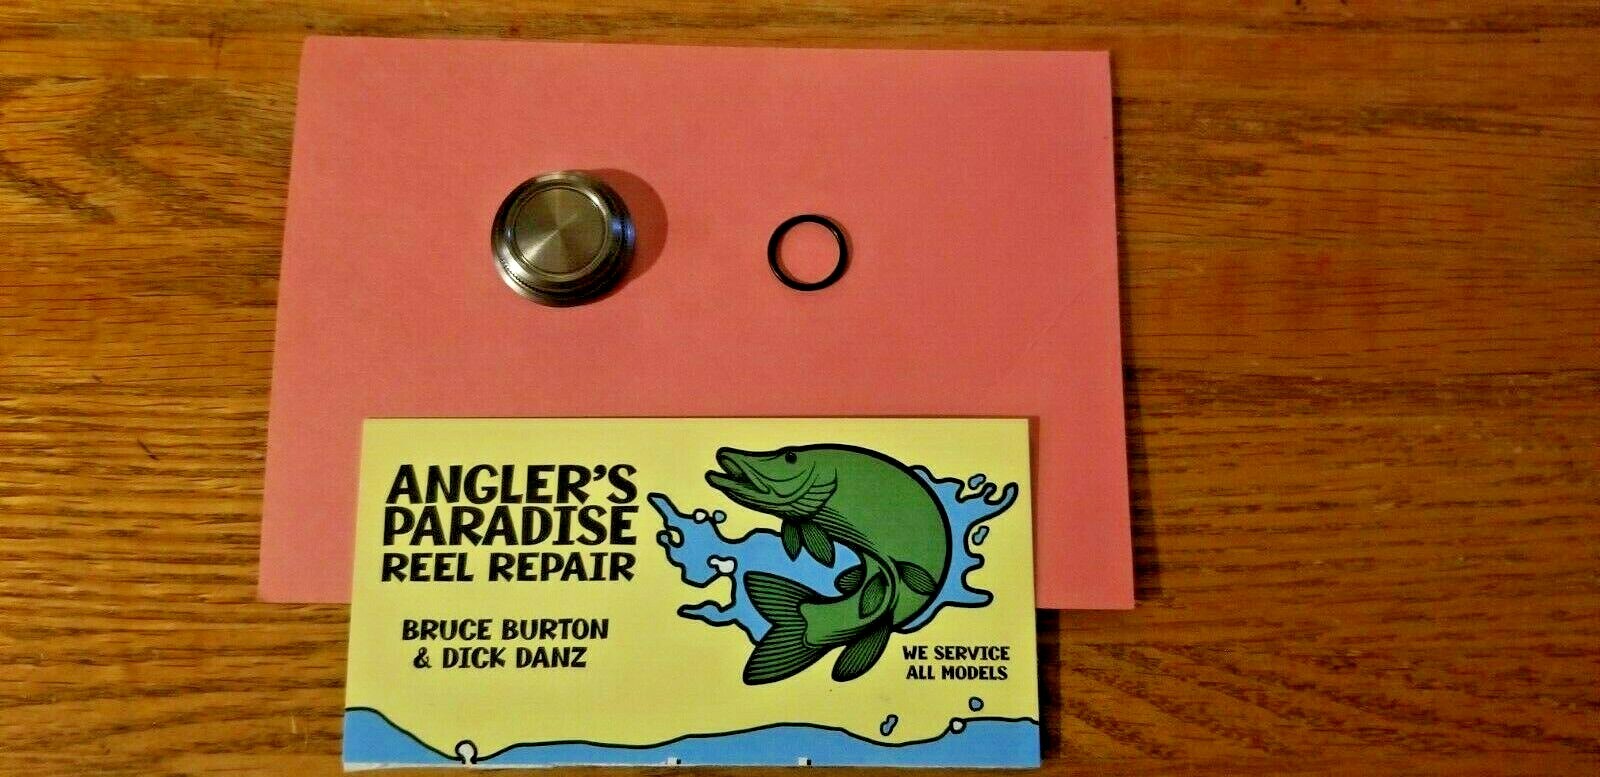 ANGLER'S
PARADISE
REEL REPAIR
BRUCE BURTON
& DICK DANZ
WE SERVICE
ALL MODELS